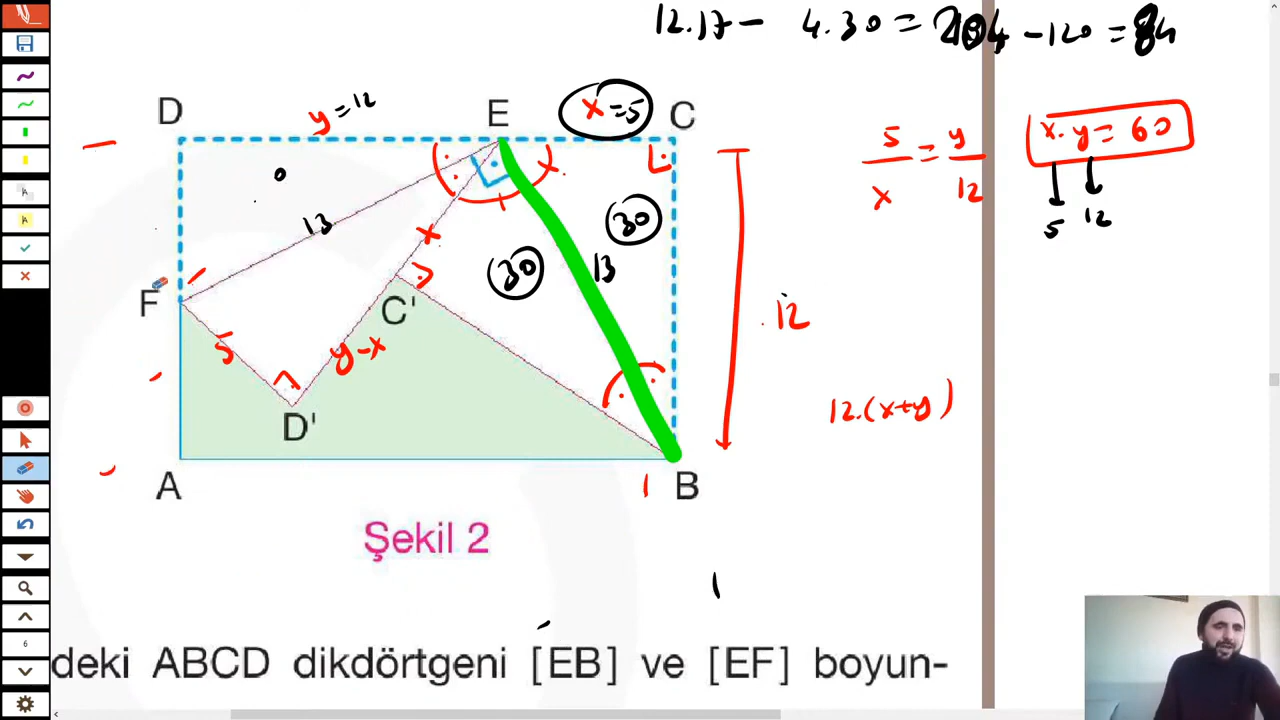 12.17 - 4.30 = 204 - 120 = 84
D y = 12 E x = 5 C
5/x = y/12 x.y = 60
5 12
13 x 30
F 30 13
C' 12
5 y-x
12.(x+y)
D'
A B
Şekil 2
deki ABCD dikdörtgeni [EB] ve [EF] boyun-
6